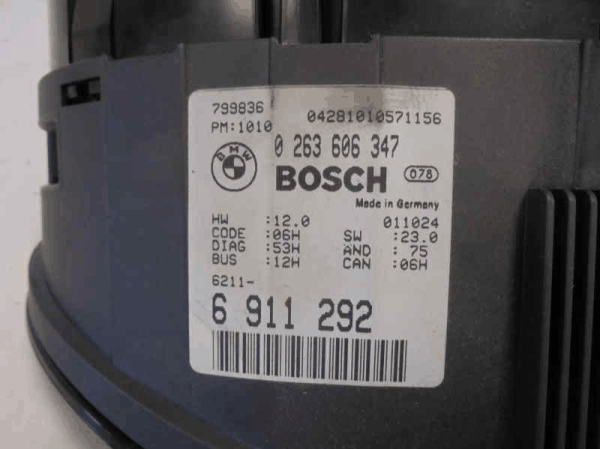 799836 04281010571156
PM:1010 0 263 606 347
BMW BOSCH 078
Made in Germany
HW :12.0 011024
CODE :06H SW :23.0
DIAG :53H AND : 75
BUS :12H CAN :06H
6211-
6 911 292